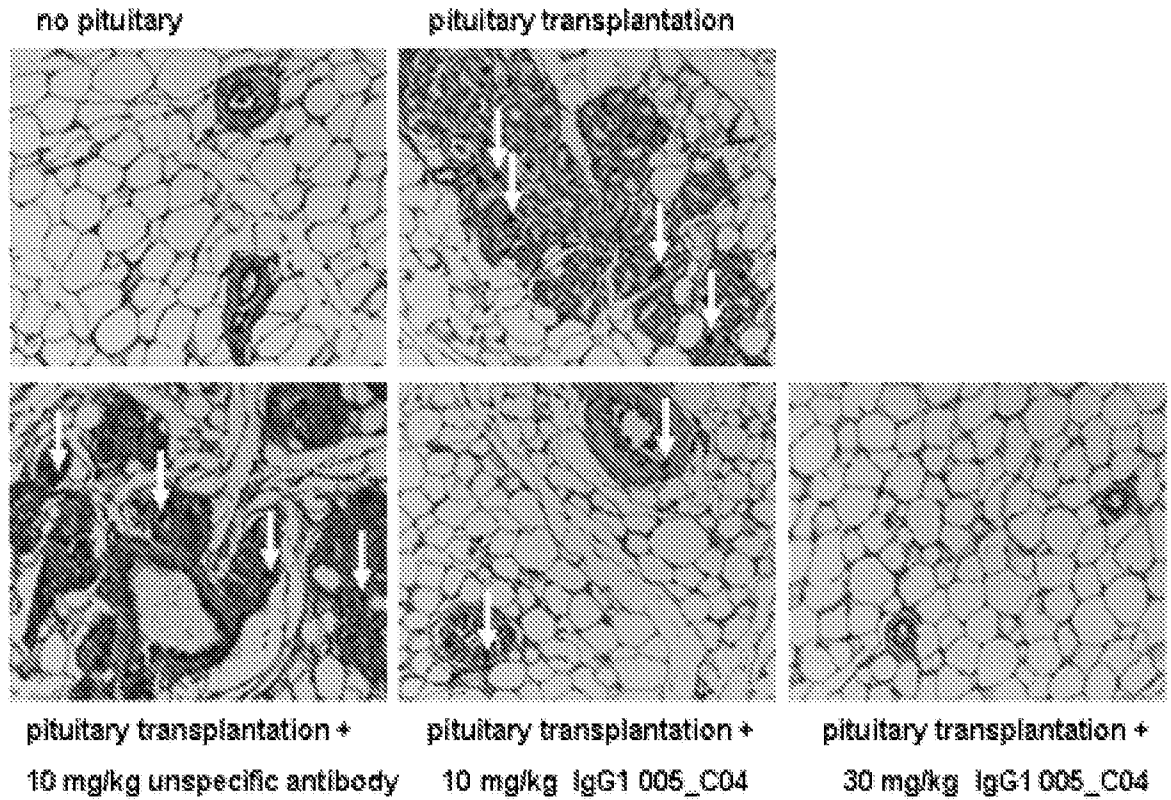 no pituitary
pituitary transplantation
pituitary transplantation +
10 mg/kg unspecific antibody
pituitary transplantation +
10 mg/kg IgG1 005_C04
pituitary transplantation +
30 mg/kg IgG1 005_C04